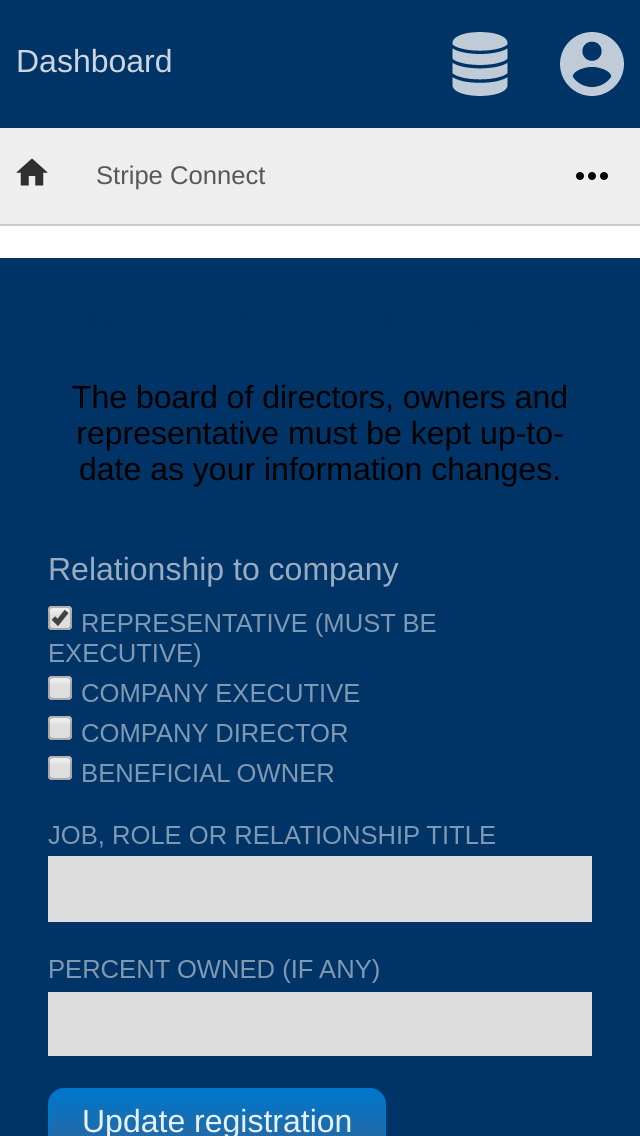 Dashboard
Stripe Connect
The board of directors, owners and
representative must be kept up-to-
date as your information changes.
Relationship to company
REPRESENTATIVE (MUST BE
EXECUTIVE)
COMPANY EXECUTIVE
COMPANY DIRECTOR
BENEFICIAL OWNER
JOB, ROLE OR RELATIONSHIP TITLE
PERCENT OWNED (IF ANY)
Update registration